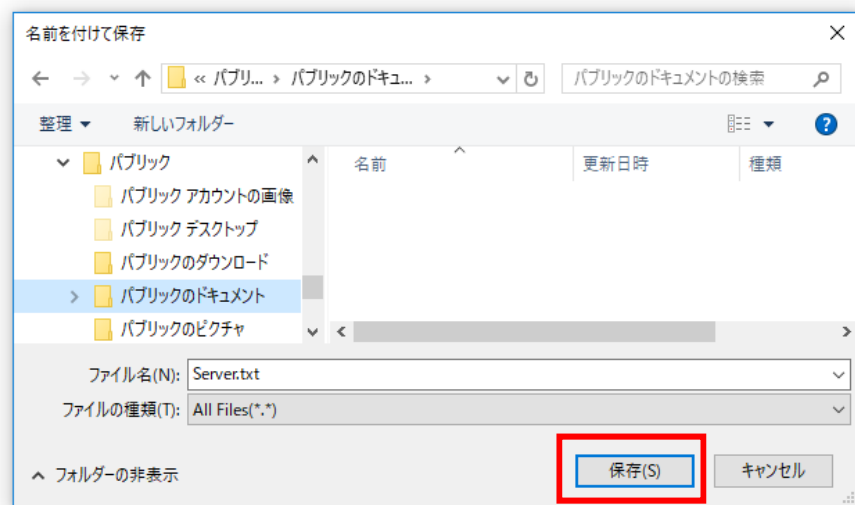 名前を付けて保存
« パブリ... › パブリックのドキュ... ›
パブリックのドキュメントの検索
整理
新しいフォルダー
パブリック
名前
更新日時
種類
パブリック アカウントの画像
パブリック デスクトップ
パブリックのダウンロード
パブリックのドキュメント
パブリックのピクチャ
ファイル名(N): Server.txt
ファイルの種類(T): All Files(*.*)
フォルダーの非表示
保存(S)
キャンセル